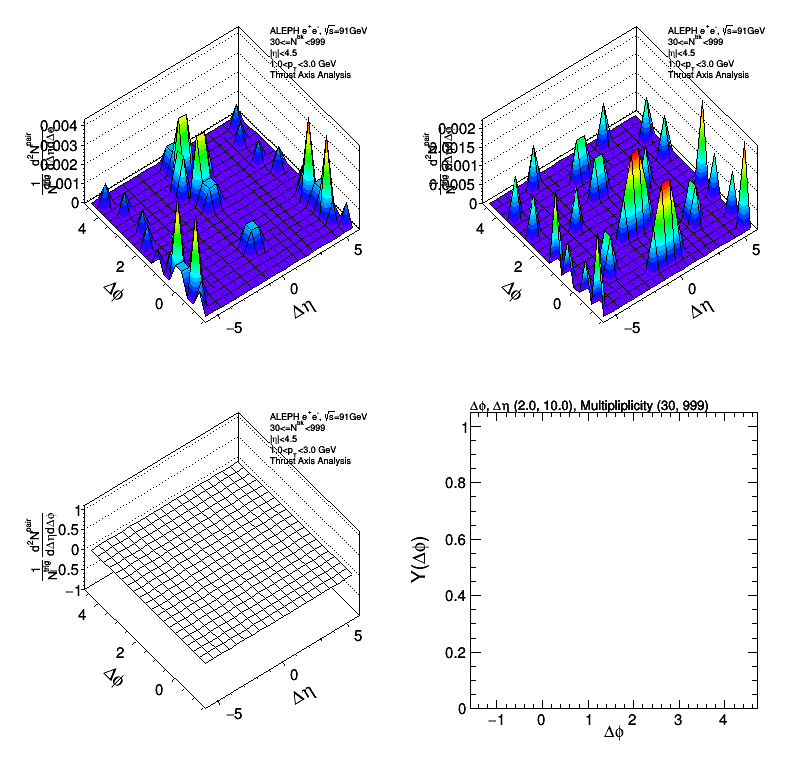 ALEPH e⁺e⁻, √s=91GeV
30<=N^trk<999
|η|<4.5
1.0<p_T<3.0 GeV
Thrust Axis Analysis
0.004
0.003
0.002
0.001
0
4
2
0
Δφ
−5
0
5
Δη
ALEPH e⁺e⁻, √s=91GeV
30<=N^trk<999
|η|<4.5
1.0<p_T<3.0 GeV
Thrust Axis Analysis
0.002
0.0015
0.001
0.0005
0
4
2
0
Δφ
−5
0
5
Δη
ALEPH e⁺e⁻, √s=91GeV
30<=N^trk<999
|η|<4.5
1.0<p_T<3.0 GeV
Thrust Axis Analysis
1/N^trig d²N^pair/dΔηdΔφ
1
0.5
0
−0.5
−1
4
2
0
Δφ
−5
0
5
Δη
Δφ, Δη (2.0, 10.0), Multipliplicity (30, 999)
Y(Δφ)
1
0.8
0.6
0.4
0.2
0
−1 0 1 2 3 4
Δφ